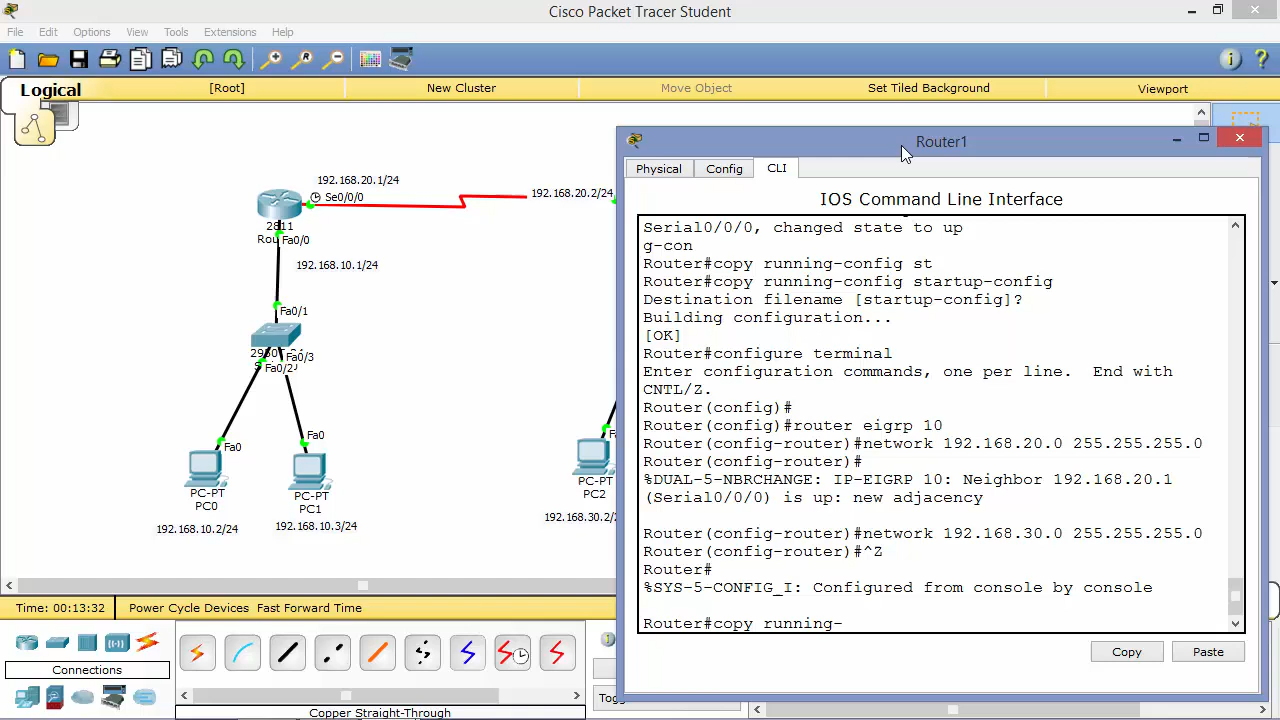 Cisco Packet Tracer Student
File Edit Options View Tools Extensions Help
Logical [Root] New Cluster Move Object Set Tiled Background Viewport
192.168.20.1/24
Se0/0/0
192.168.20.2/24
2811
Fa0/0
192.168.10.1/24
Fa0/1
Fa0/3
Fa0/2
Fa0
Fa0
PC-PT
PC0
192.168.10.2/24
PC-PT
PC1
192.168.10.3/24
PC-PT
PC2
192.168.30.2/
Router1
Physical Config CLI
IOS Command Line Interface
Serial0/0/0, changed state to up
g-con
Router#copy running-config st
Router#copy running-config startup-config
Destination filename [startup-config]?
Building configuration...
[OK]
Router#configure terminal
Enter configuration commands, one per line.  End with
CNTL/Z.
Router(config)#
Router(config)#router eigrp 10
Router(config-router)#network 192.168.20.0 255.255.255.0
Router(config-router)#
%DUAL-5-NBRCHANGE: IP-EIGRP 10: Neighbor 192.168.20.1
(Serial0/0/0) is up: new adjacency
Router(config-router)#network 192.168.30.0 255.255.255.0
Router(config-router)#^Z
Router#
%SYS-5-CONFIG_I: Configured from console by console
Router#copy running-
Copy Paste
Time: 00:13:32 Power Cycle Devices Fast Forward Time
Connections
Copper Straight-Through